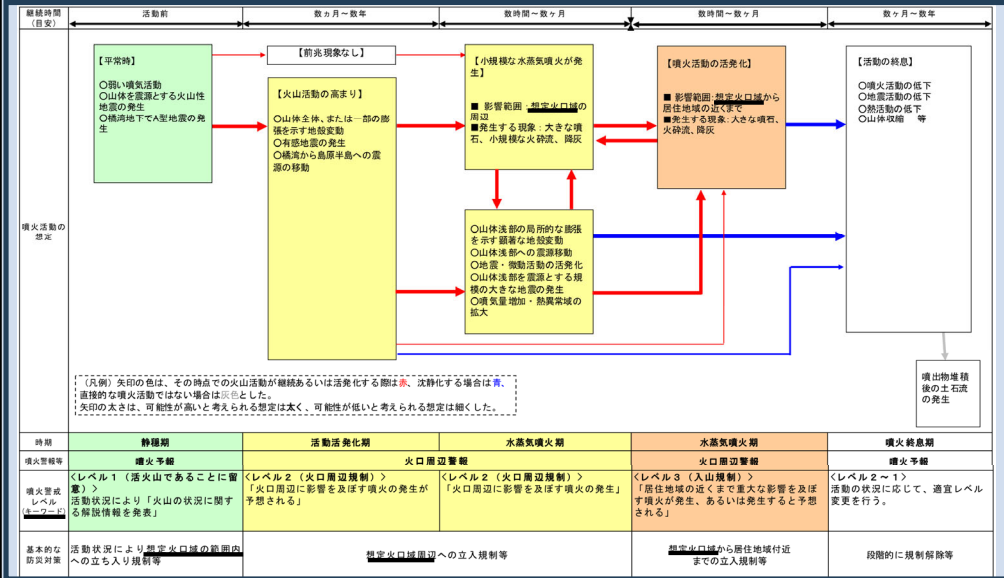 継続時間
(目安)
活動前
数ヵ月～数年
数時間～数ヶ月
数時間～数ヶ月
数ヶ月～数年
噴火活動の
想定
【平常時】
○弱い噴気活動
○山体を震源とする火山性
地震の発生
○橘湾地下でA型地震の発
生
【前兆現象なし】
【火山活動の高まり】
○山体全体、または一部の膨
張を示す地殻変動
○有感地震の発生
○橘湾から島原半島への震
源の移動
【小規模な水蒸気噴火が発
生】
■ 影響範囲:想定火口域の
周辺
■発生する現象:大きな噴
石、小規模な火砕流、降灰
○山体浅部の局所的な膨張
を示す顕著な地殻変動
○山体浅部への震源移動
○地震・微動活動の活発化
○山体浅部を震源とする規
模の大きな地震の発生
○噴気量増加・熱異常域の
拡大
【噴火活動の活発化】
■ 影響範囲:想定火口域から
居住地域の近くまで
■発生する現象:大きな噴石、
火砕流、降灰
【活動の終息】
○噴火活動の低下
○地震活動の低下
○熱活動の低下
○山体収縮 等
噴出物堆積
後の土石流
の発生
(凡例)矢印の色は、その時点での火山活動が継続あるいは活発化する際は赤、沈静化する場合は青、
直接的な噴火活動ではない場合は灰色とした。
矢印の太さは、可能性が高いと考えられる想定は太く、可能性が低いと考えられる想定は細くした。
時期
静穏期
活動活発化期
水蒸気噴火期
水蒸気噴火期
噴火終息期
噴火警報等
噴火予報
火口周辺警報
火口周辺警報
噴火予報
噴火警戒
レベル
(キーワード)
<レベル1(活火山であることに留
意)>
活動状況により「火山の状況に関す
る解説情報を発表」
<レベル2(火口周辺規制)>
「火口周辺に影響を及ぼす噴火の発生が
予想される」
<レベル2(火口周辺規制)>
「火口周辺に影響を及ぼす噴火の発生」
<レベル3(入山規制)>
「居住地域の近くまで重大な影響を及ぼ
す噴火が発生、あるいは発生すると予想
される」
<レベル2～1>
活動の状況に応じて、適宜レベル
変更を行う。
基本的な
防災対策
活動状況により想定火口域の範囲内
への立ち入り規制等
想定火口域周辺への立入規制等
想定火口域から居住地域付近
までの立入規制等
段階的に規制解除等